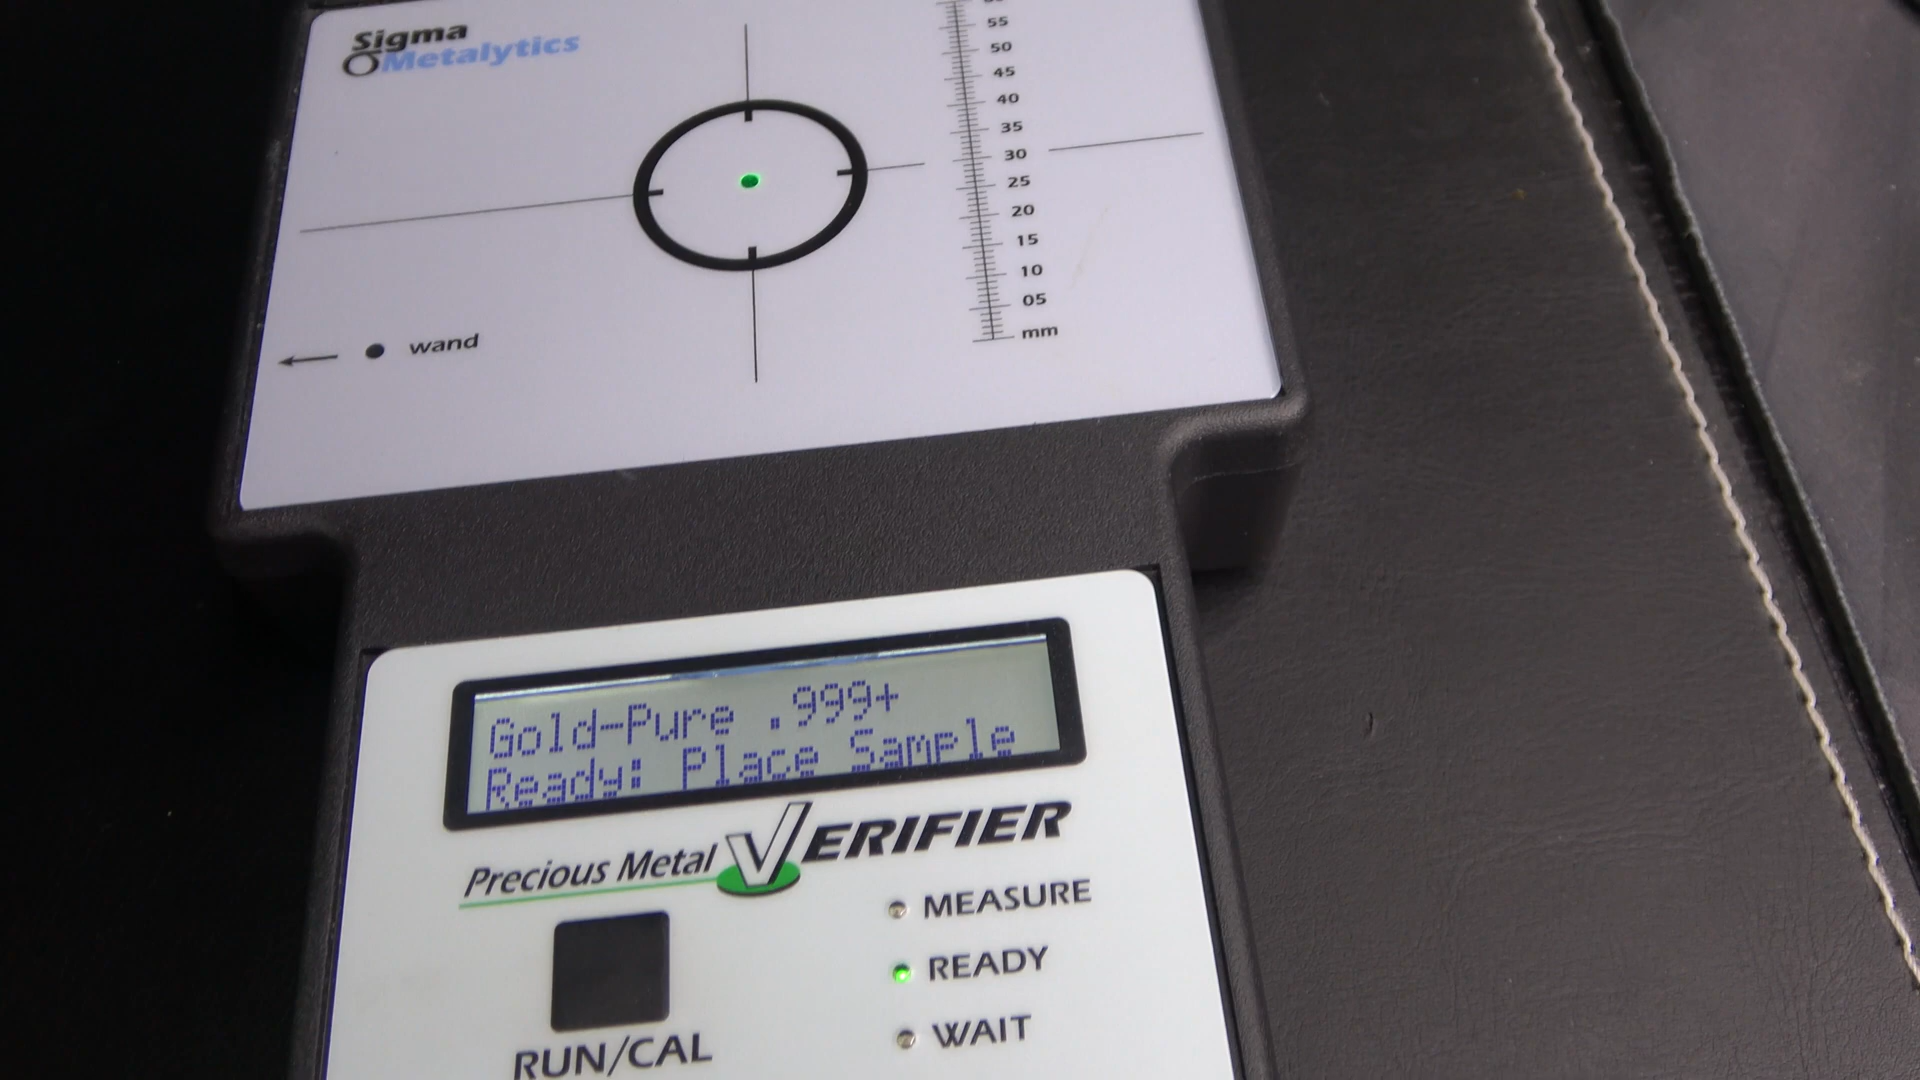 Sigma
Metalytics
55
50
45
40
35
30
25
20
15
10
05
mm
wand
Gold-Pure .999+
Ready: Place Sample
Precious Metal VERIFIER
MEASURE
READY
WAIT
RUN/CAL